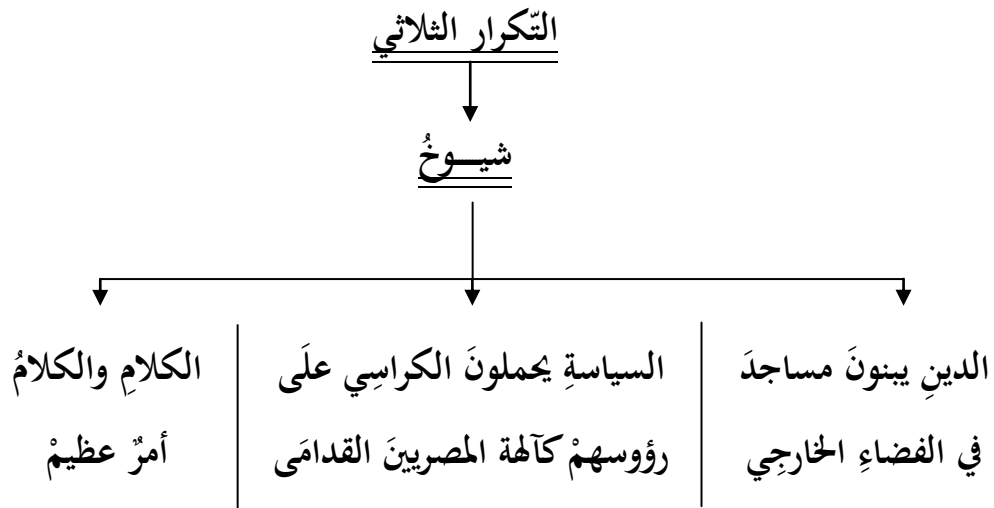 التّكرار الثلاثي
شيـــوخُ
الدينِ يبنونَ مساجدَ
في الفضاءِ الخارجِي
السياسةِ يحملونَ الكراسِي علَى
رؤوسهمْ كآلهة المصريينَ القدامَى
الكلامِ والكلامُ
أمرٌ عظيمْ